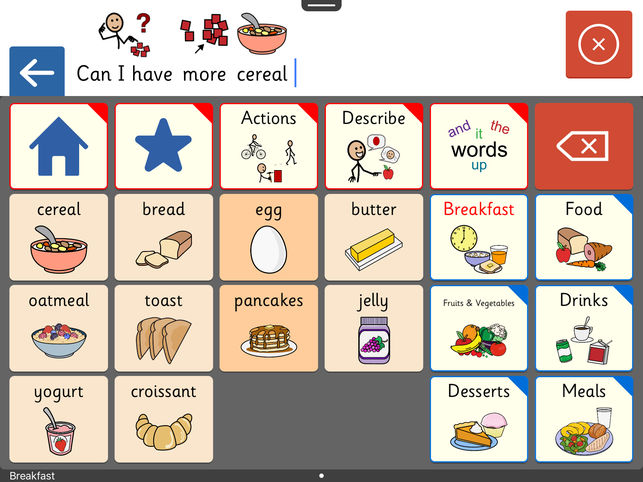 ?
Can I have more cereal
Actions
Describe
and the
it
words
up
cereal
bread
egg
butter
Breakfast
Food
oatmeal
toast
pancakes
jelly
Fruits & Vegetables
Drinks
yogurt
croissant
Desserts
Meals
Breakfast